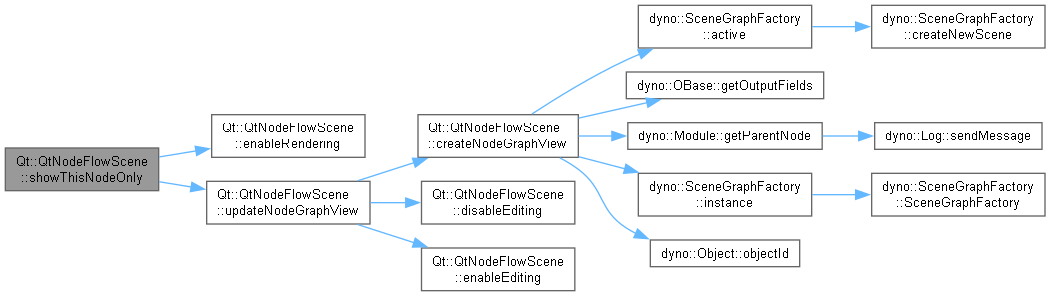 Qt::QtNodeFlowScene
::showThisNodeOnly
Qt::QtNodeFlowScene
::enableRendering
Qt::QtNodeFlowScene
::updateNodeGraphView
Qt::QtNodeFlowScene
::createNodeGraphView
Qt::QtNodeFlowScene
::disableEditing
Qt::QtNodeFlowScene
::enableEditing
dyno::SceneGraphFactory
::active
dyno::OBase::getOutputFields
dyno::Module::getParentNode
dyno::SceneGraphFactory
::instance
dyno::Object::objectId
dyno::SceneGraphFactory
::createNewScene
dyno::Log::sendMessage
dyno::SceneGraphFactory
::SceneGraphFactory